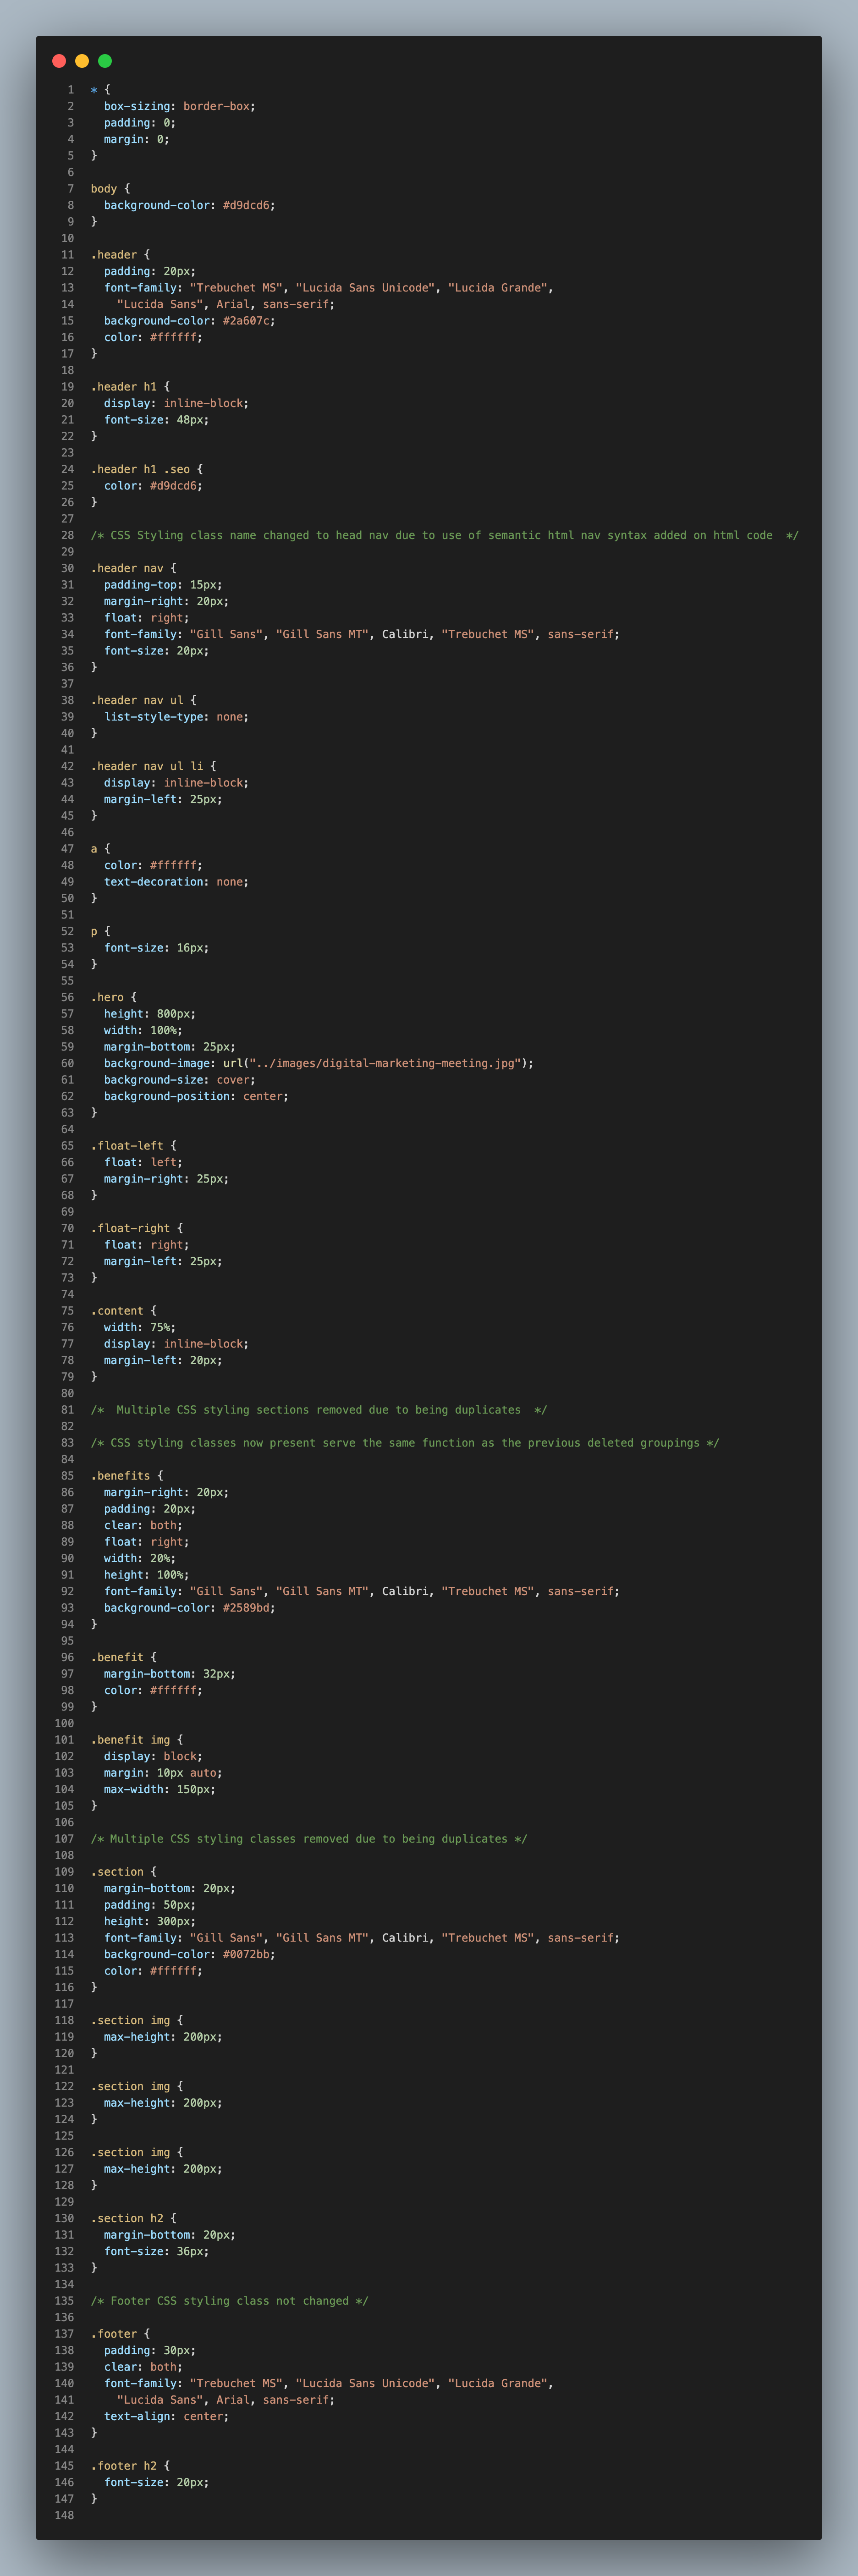 1 * {
2   box-sizing: border-box;
3   padding: 0;
4   margin: 0;
5 }
6
7 body {
8   background-color: #d9dcd6;
9 }
10
11 .header {
12   padding: 20px;
13   font-family: "Trebuchet MS", "Lucida Sans Unicode", "Lucida Grande",
14     "Lucida Sans", Arial, sans-serif;
15   background-color: #2a607c;
16   color: #ffffff;
17 }
18
19 .header h1 {
20   display: inline-block;
21   font-size: 48px;
22 }
23
24 .header h1 .seo {
25   color: #d9dcd6;
26 }
27
28 /* CSS Styling class name changed to head nav due to use of semantic html nav syntax added on html code  */
29
30 .header nav {
31   padding-top: 15px;
32   margin-right: 20px;
33   float: right;
34   font-family: "Gill Sans", "Gill Sans MT", Calibri, "Trebuchet MS", sans-serif;
35   font-size: 20px;
36 }
37
38 .header nav ul {
39   list-style-type: none;
40 }
41
42 .header nav ul li {
43   display: inline-block;
44   margin-left: 25px;
45 }
46
47 a {
48   color: #ffffff;
49   text-decoration: none;
50 }
51
52 p {
53   font-size: 16px;
54 }
55
56 .hero {
57   height: 800px;
58   width: 100%;
59   margin-bottom: 25px;
60   background-image: url("../images/digital-marketing-meeting.jpg");
61   background-size: cover;
62   background-position: center;
63 }
64
65 .float-left {
66   float: left;
67   margin-right: 25px;
68 }
69
70 .float-right {
71   float: right;
72   margin-left: 25px;
73 }
74
75 .content {
76   width: 75%;
77   display: inline-block;
78   margin-left: 20px;
79 }
80
81 /*  Multiple CSS styling sections removed due to being duplicates  */
82
83 /* CSS styling classes now present serve the same function as the previous deleted groupings */
84
85 .benefits {
86   margin-right: 20px;
87   padding: 20px;
88   clear: both;
89   float: right;
90   width: 20%;
91   height: 100%;
92   font-family: "Gill Sans", "Gill Sans MT", Calibri, "Trebuchet MS", sans-serif;
93   background-color: #2589bd;
94 }
95
96 .benefit {
97   margin-bottom: 32px;
98   color: #ffffff;
99 }
100
101 .benefit img {
102   display: block;
103   margin: 10px auto;
104   max-width: 150px;
105 }
106
107 /* Multiple CSS styling classes removed due to being duplicates */
108
109 .section {
110   margin-bottom: 20px;
111   padding: 50px;
112   height: 300px;
113   font-family: "Gill Sans", "Gill Sans MT", Calibri, "Trebuchet MS", sans-serif;
114   background-color: #0072bb;
115   color: #ffffff;
116 }
117
118 .section img {
119   max-height: 200px;
120 }
121
122 .section img {
123   max-height: 200px;
124 }
125
126 .section img {
127   max-height: 200px;
128 }
129
130 .section h2 {
131   margin-bottom: 20px;
132   font-size: 36px;
133 }
134
135 /* Footer CSS styling class not changed */
136
137 .footer {
138   padding: 30px;
139   clear: both;
140   font-family: "Trebuchet MS", "Lucida Sans Unicode", "Lucida Grande",
141     "Lucida Sans", Arial, sans-serif;
142   text-align: center;
143 }
144
145 .footer h2 {
146   font-size: 20px;
147 }
148